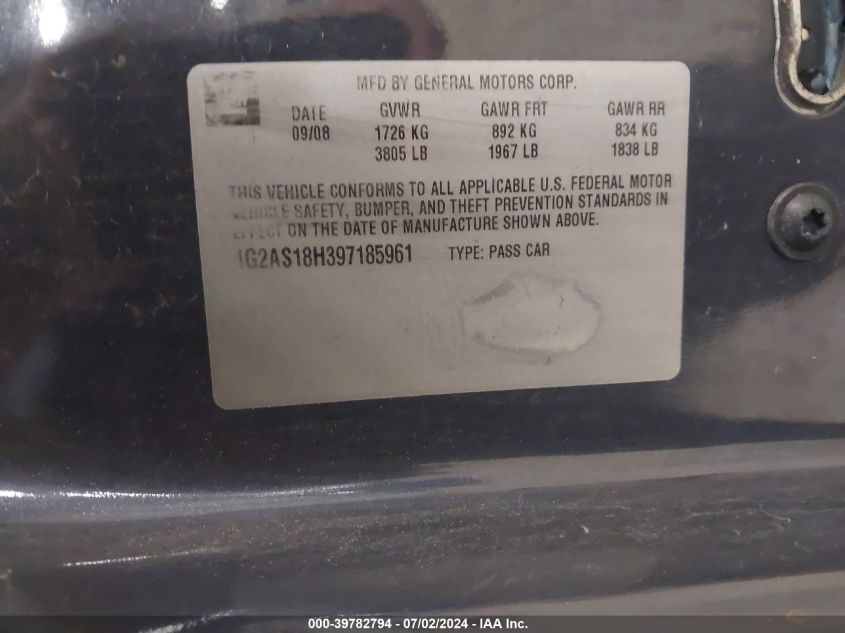 MFD BY GENERAL MOTORS CORP.
DATE GVWR GAWR FRT GAWR RR
09/08 1726 KG 892 KG 834 KG
3805 LB 1967 LB 1838 LB
THIS VEHICLE CONFORMS TO ALL APPLICABLE U.S. FEDERAL MOTOR
VEHICLE SAFETY, BUMPER, AND THEFT PREVENTION STANDARDS IN
EFFECT ON THE DATE OF MANUFACTURE SHOWN ABOVE.
1G2AS18H397185961 TYPE: PASS CAR
000-39782794 - 07/02/2024 - IAA Inc.